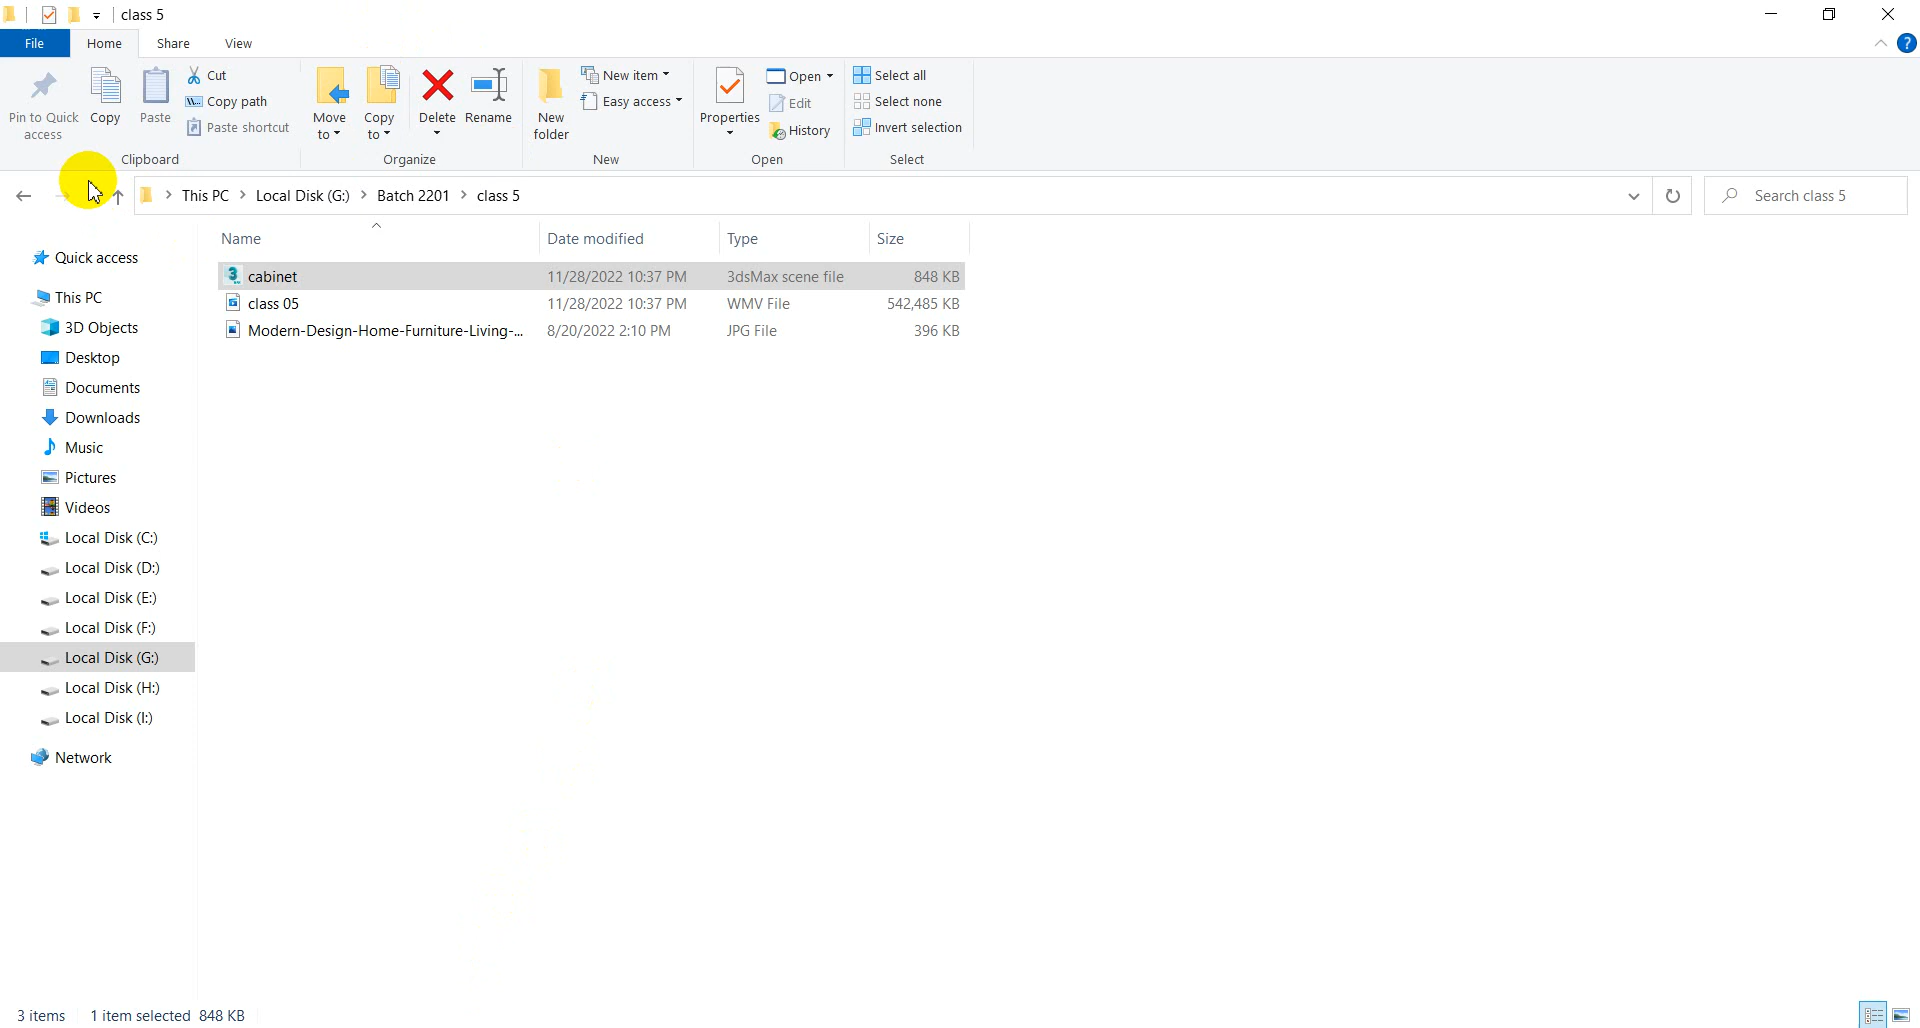 class 5
File Home Share View
Pin to Quick access
Copy
Paste
Cut
Copy path
Paste shortcut
Clipboard
Move to
Copy to
Delete
Rename
Organize
New folder
New item
Easy access
New
Properties
Open
Edit
History
Open
Select all
Select none
Invert selection
Select
This PC > Local Disk (G:) > Batch 2201 > class 5
Search class 5
Quick access
This PC
3D Objects
Desktop
Documents
Downloads
Music
Pictures
Videos
Local Disk (C:)
Local Disk (D:)
Local Disk (E:)
Local Disk (F:)
Local Disk (G:)
Local Disk (H:)
Local Disk (I:)
Network
Name Date modified Type Size
cabinet 11/28/2022 10:37 PM 3dsMax scene file 848 KB
class 05 11/28/2022 10:37 PM WMV File 542,485 KB
Modern-Design-Home-Furniture-Living-... 8/20/2022 2:10 PM JPG File 396 KB
3 items 1 item selected 848 KB